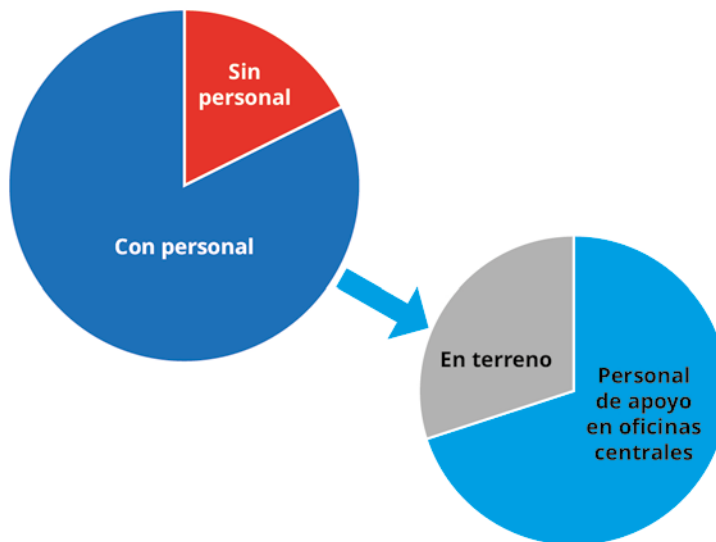 Sin
personal
Con personal
En terreno
Personal
de apoyo
en oficinas
centrales